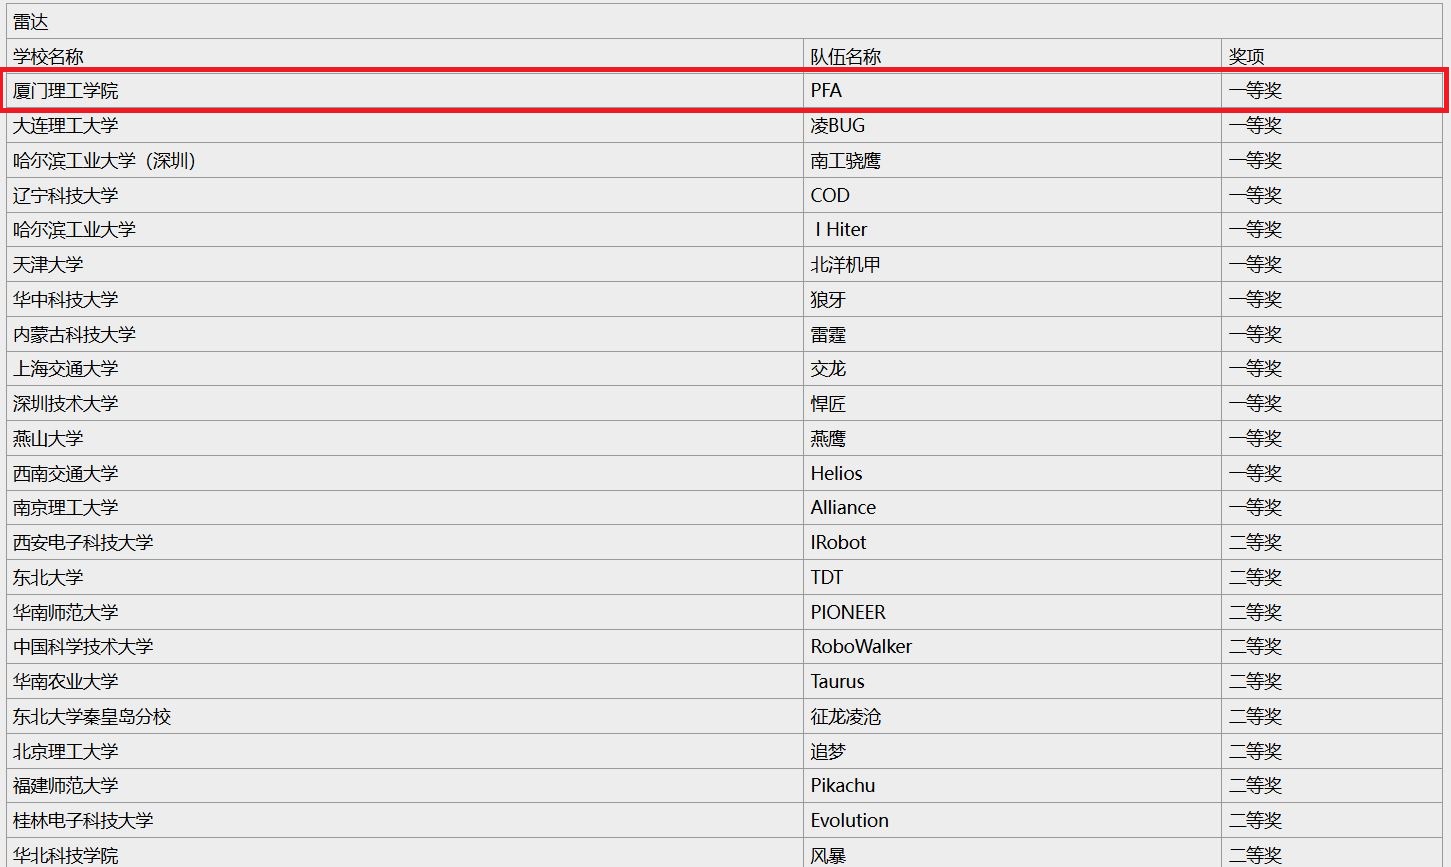 雷达
学校名称 队伍名称 奖项
厦门理工学院 PFA 一等奖
大连理工大学 凌BUG 一等奖
哈尔滨工业大学（深圳） 南工骁鹰 一等奖
辽宁科技大学 COD 一等奖
哈尔滨工业大学 I Hiter 一等奖
天津大学 北洋机甲 一等奖
华中科技大学 狼牙 一等奖
内蒙古科技大学 雷霆 一等奖
上海交通大学 交龙 一等奖
深圳技术大学 悍匠 一等奖
燕山大学 燕鹰 一等奖
西南交通大学 Helios 一等奖
南京理工大学 Alliance 一等奖
西安电子科技大学 IRobot 二等奖
东北大学 TDT 二等奖
华南师范大学 PIONEER 二等奖
中国科学技术大学 RoboWalker 二等奖
华南农业大学 Taurus 二等奖
东北大学秦皇岛分校 征龙凌沧 二等奖
北京理工大学 追梦 二等奖
福建师范大学 Pikachu 二等奖
桂林电子科技大学 Evolution 二等奖
华北科技学院 风暴 二等奖